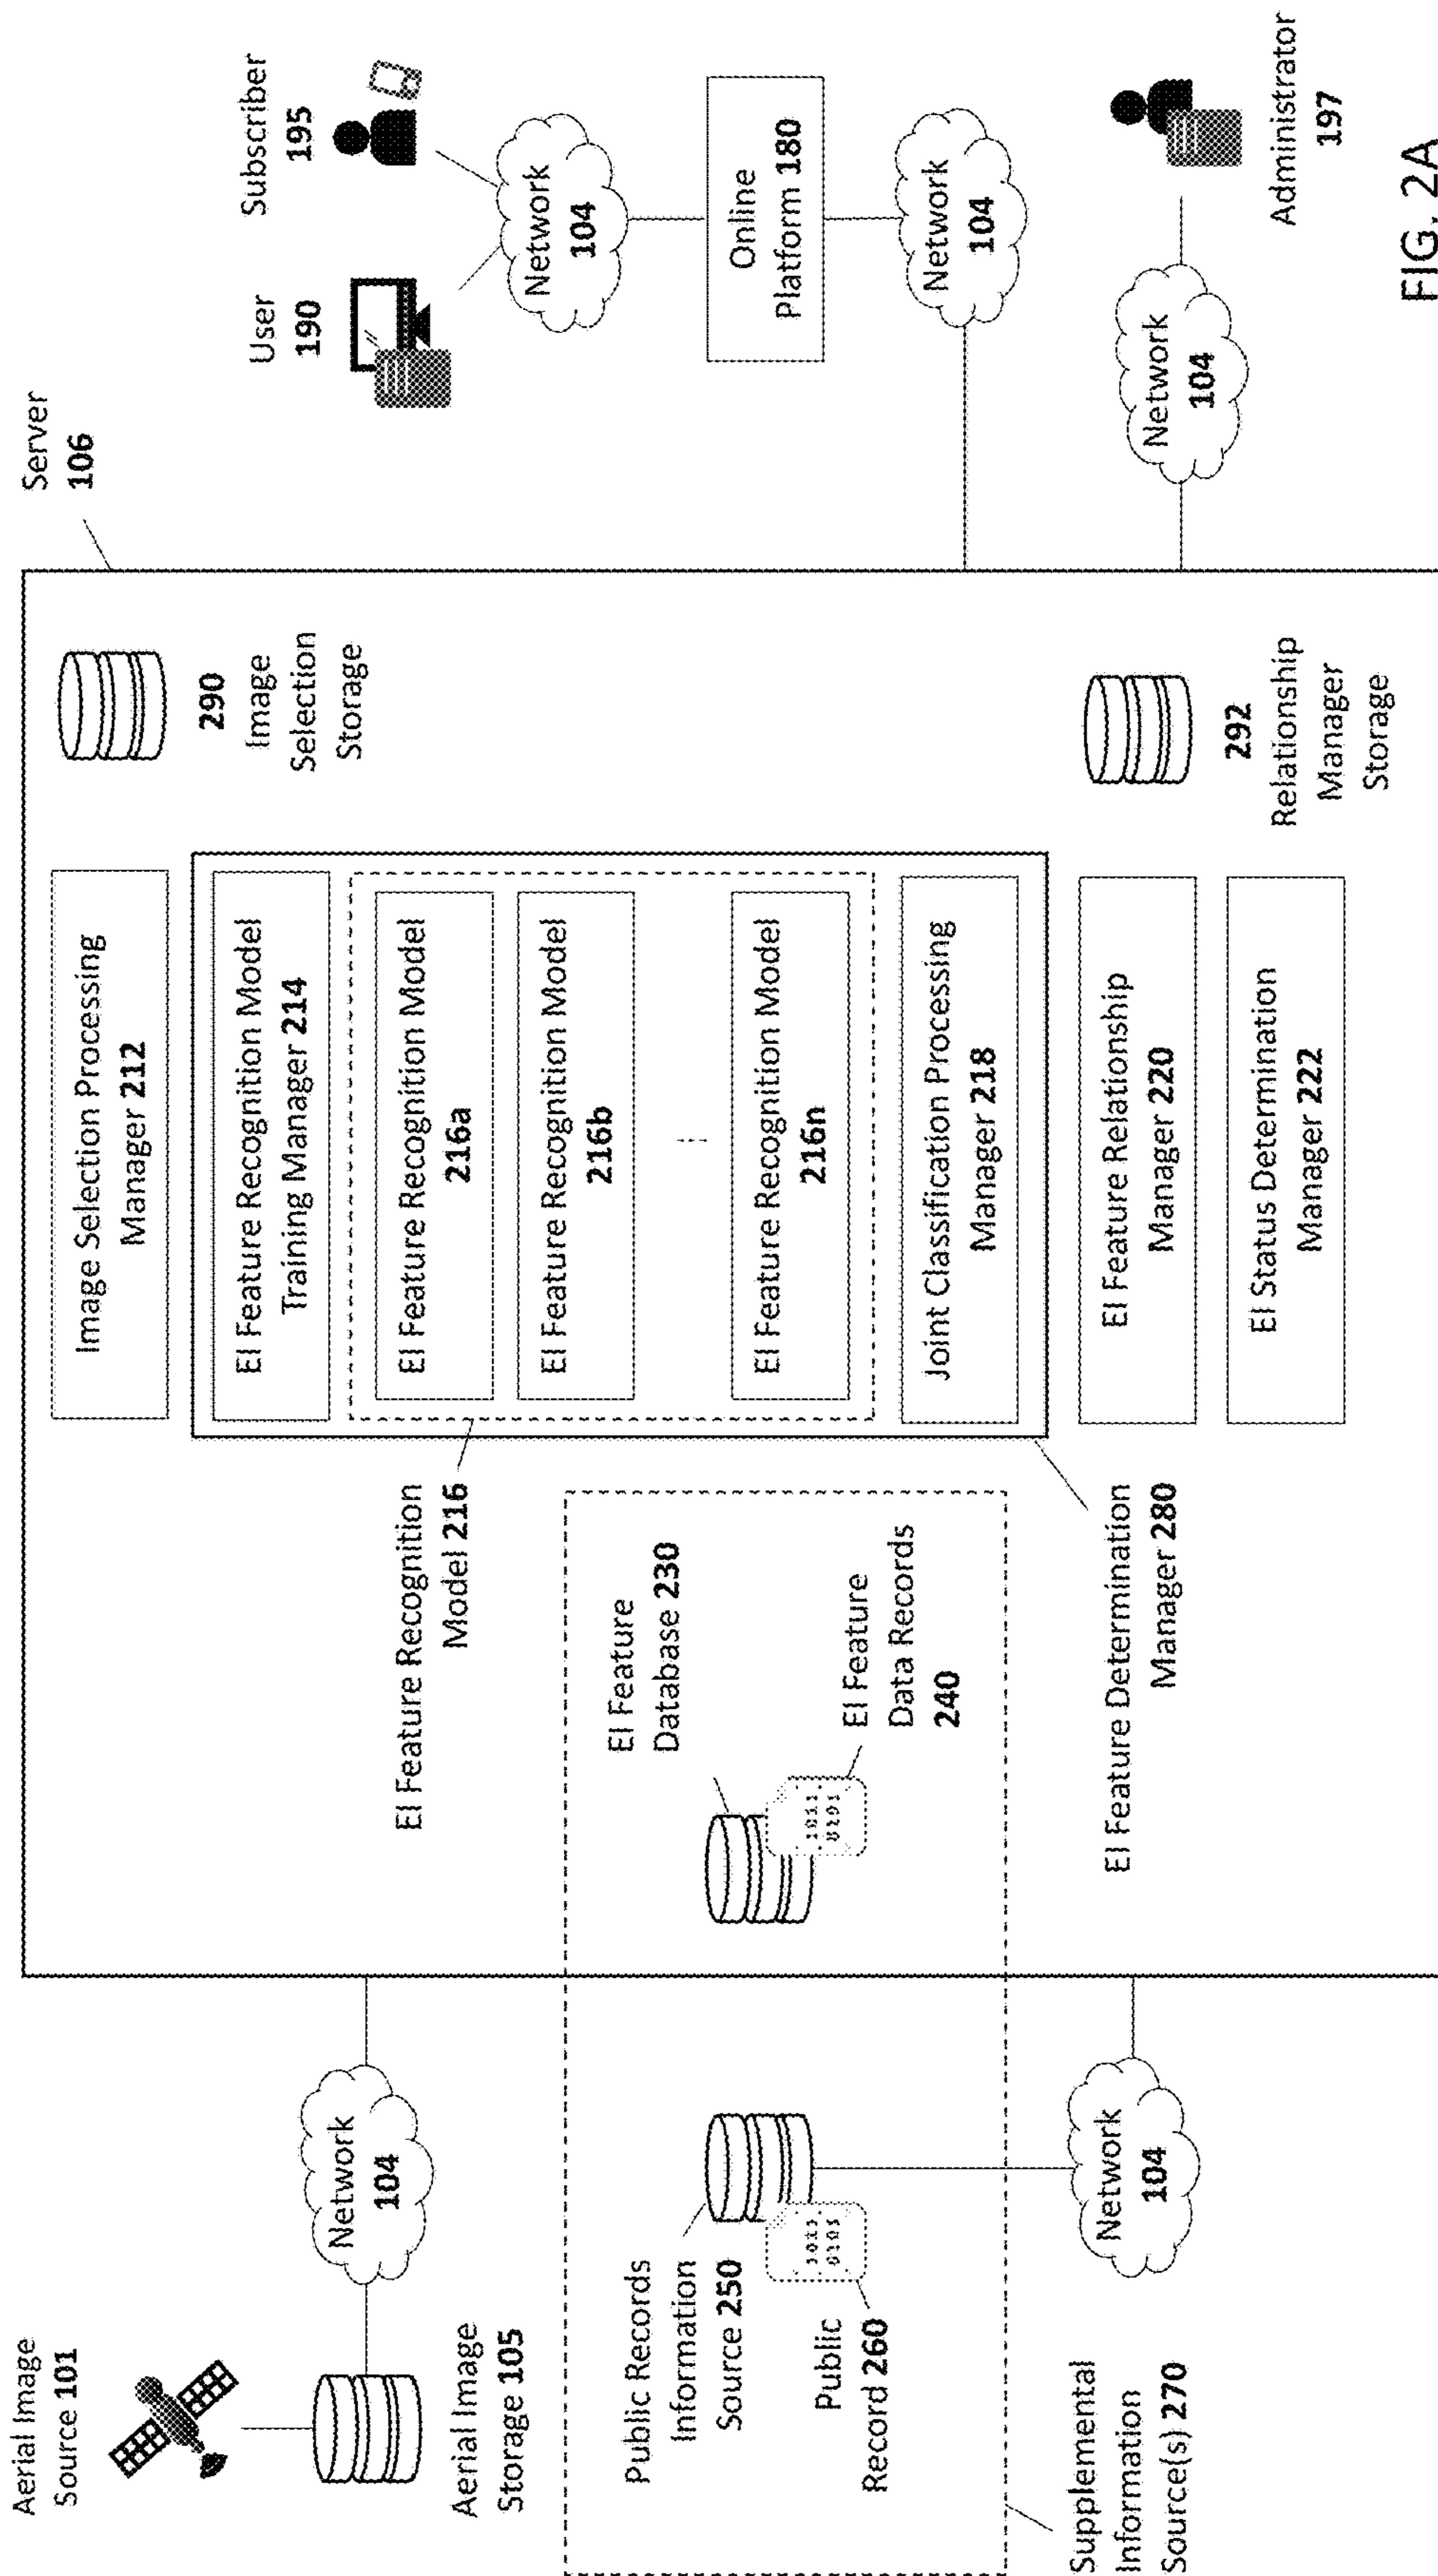 Aerial Image
Source 101
Aerial Image
Storage 105
Network
104
Public Records
Information
Source 250
Public
Record 260
Supplemental
Information
Source(s) 270
Network
104
Server
106
EI Feature Recognition
Model 216
EI Feature
Database 230
1011
0101
EI Feature
Data Records
240
EI Feature Determination
Manager 280
Image Selection Processing
Manager 212
EI Feature Recognition Model
Training Manager 214
EI Feature Recognition Model
216a
EI Feature Recognition Model
216b
...
EI Feature Recognition Model
216n
Joint Classification Processing
Manager 218
EI Feature Relationship
Manager 220
EI Status Determination
Manager 222
290
Image
Selection
Storage
292
Relationship
Manager
Storage
User
190
Subscriber
195
Network
104
Online
Platform 180
Network
104
Network
104
Administrator
197
FIG. 2A